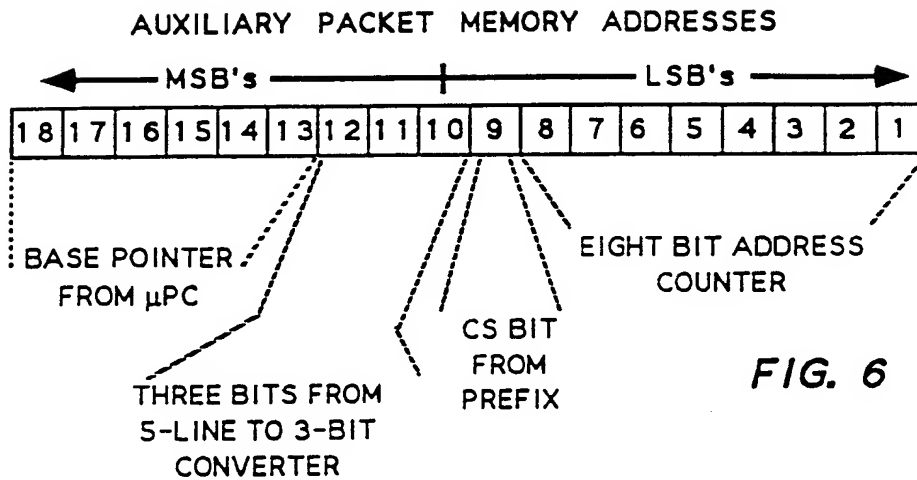 AUXILIARY PACKET MEMORY ADDRESSES
MSB's LSB's
18 17 16 15 14 13 12 11 10 9 8 7 6 5 4 3 2 1
BASE POINTER
FROM μPC
EIGHT BIT ADDRESS
COUNTER
CS BIT
FROM
PREFIX
THREE BITS FROM
5-LINE TO 3-BIT
CONVERTER
FIG. 6